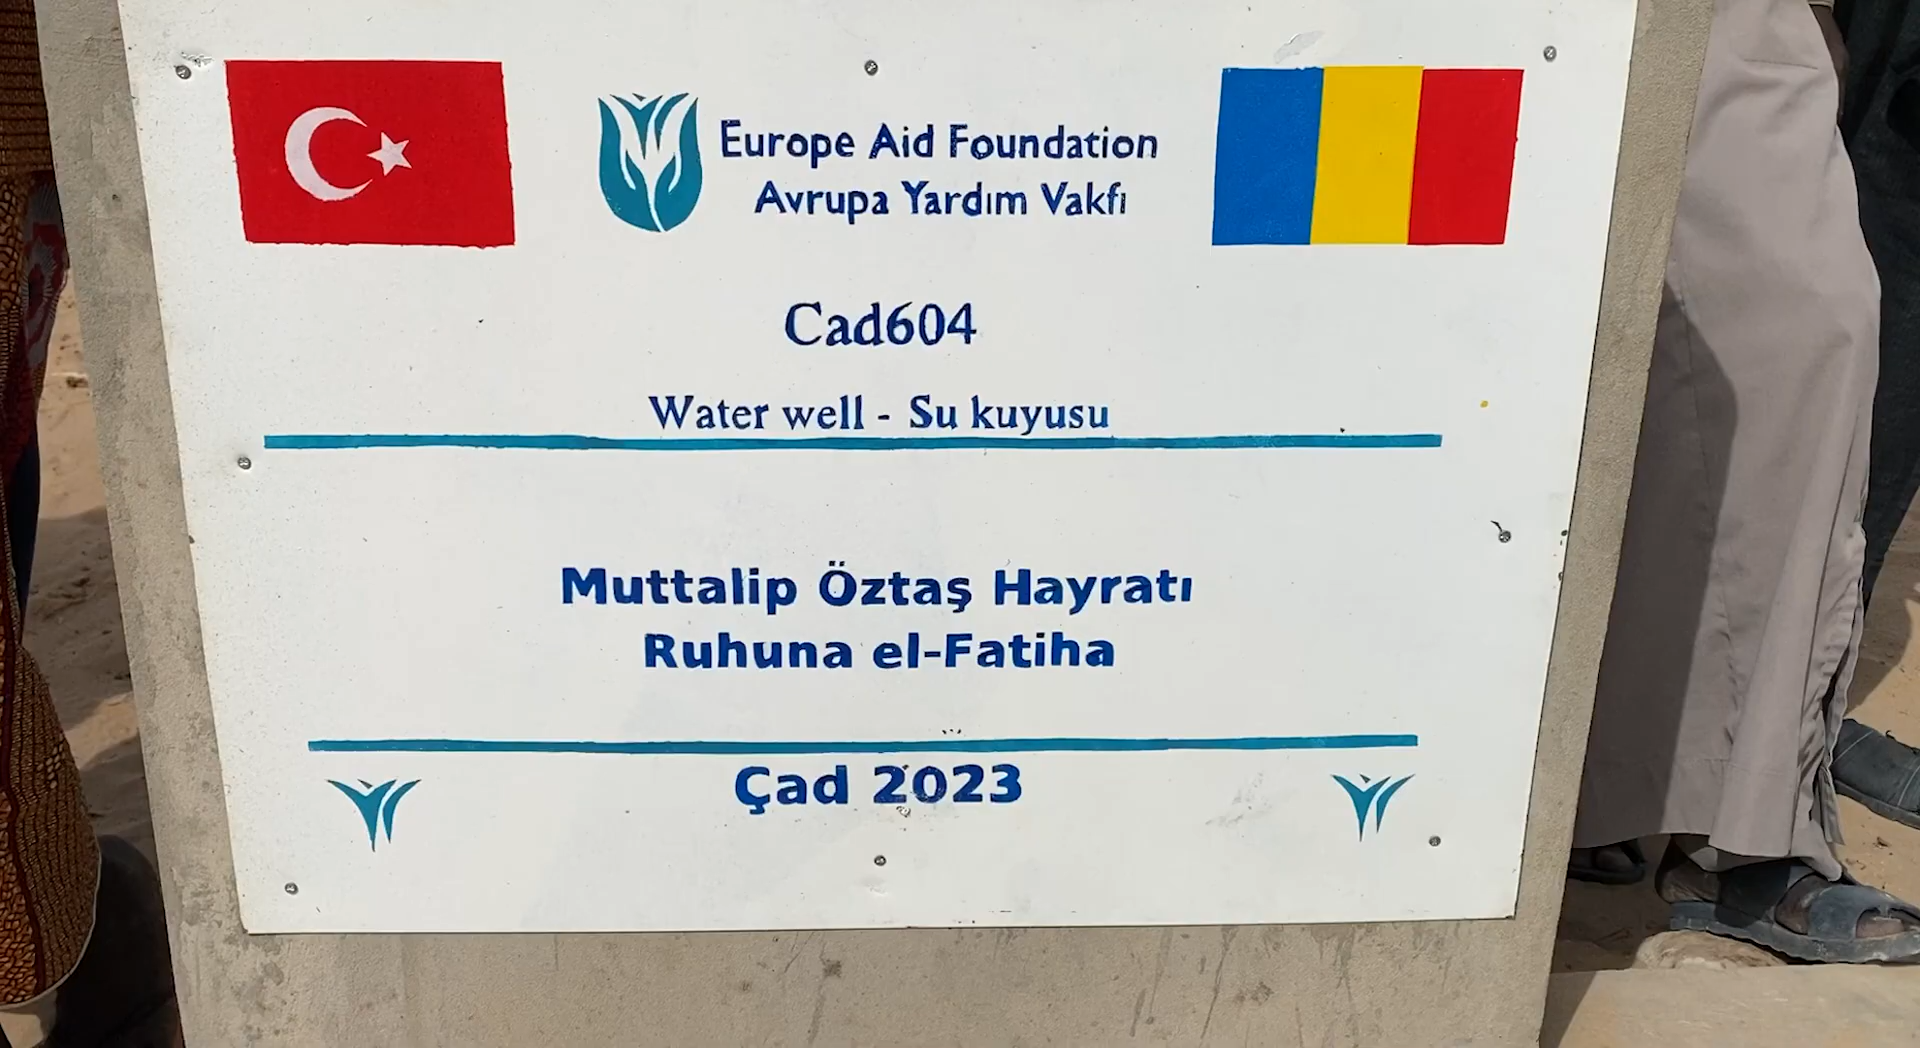 Europe Aid Foundation
Avrupa Yardım Vakfı
Cad604
Water well - Su kuyusu
Muttalip Öztaş Hayratı
Ruhuna el-Fatiha
Çad 2023